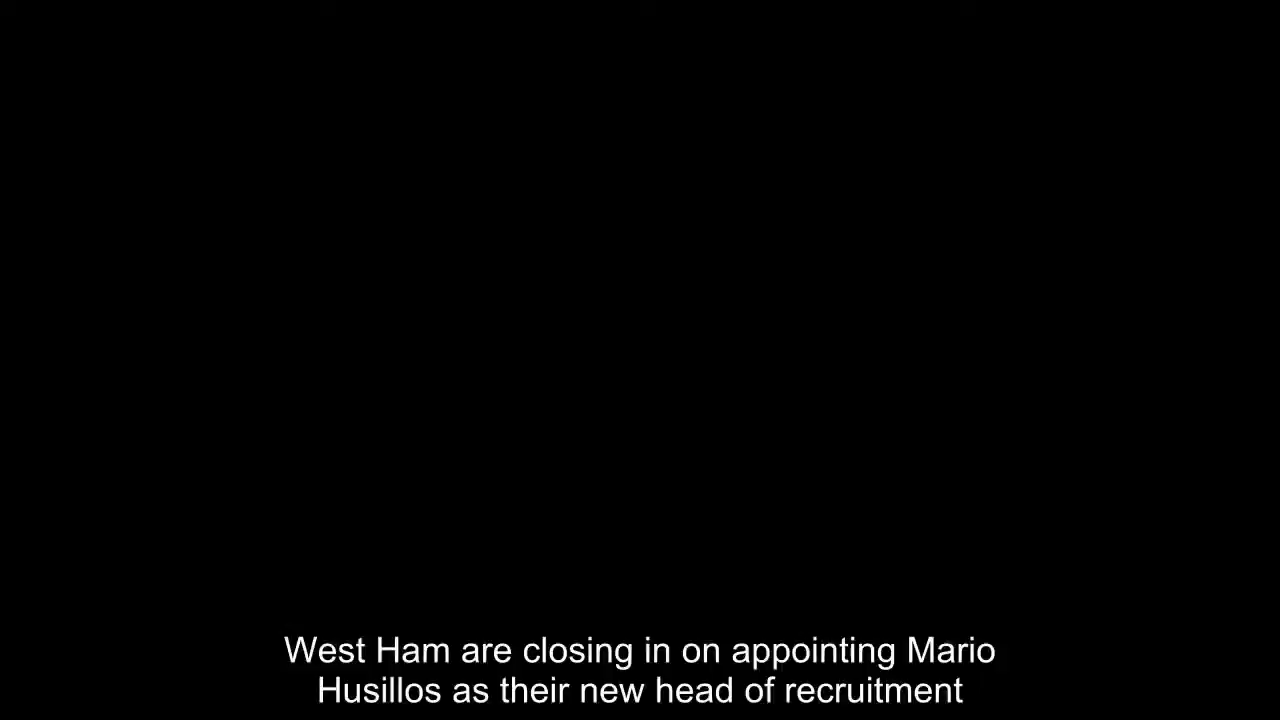 West Ham are closing in on appointing Mario
Husillos as their new head of recruitment